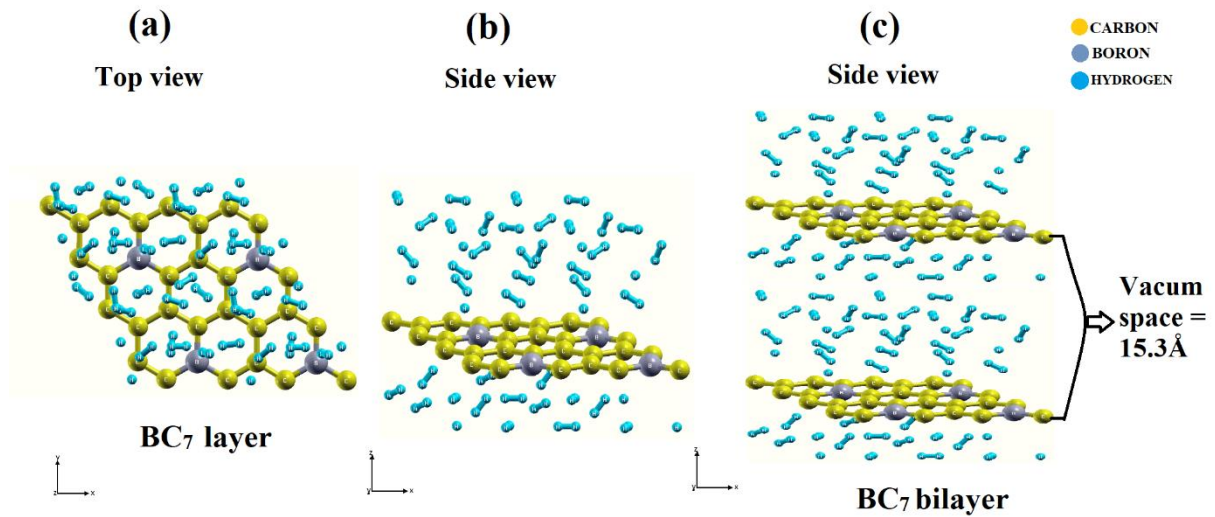 (a)
Top view
(b)
Side view
(c)
Side view
CARBON
BORON
HYDROGEN
Vacum
space =
15.3Å
BC₇ layer
BC₇ bilayer
y
z
x
z
y
x
z
y
x